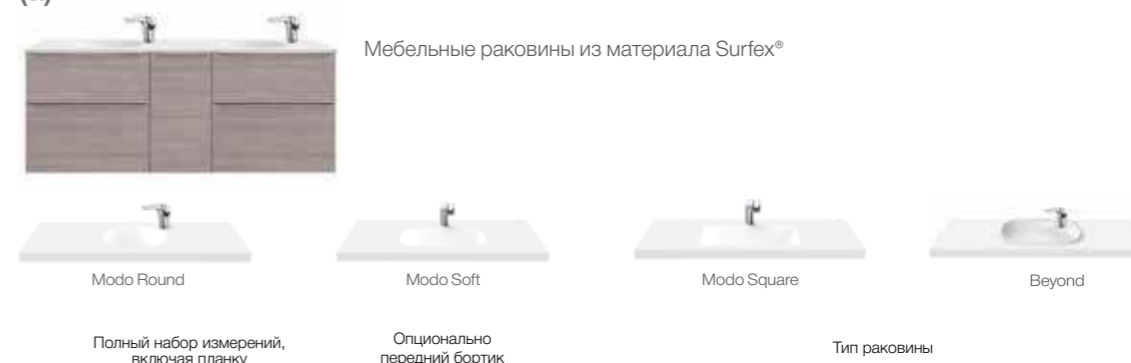 Мебельные раковины из материала Surfex®
Modo Round
Modo Soft
Modo Square
Beyond
Полный набор измерений,
включая планку
Опционально
передний бортик
Тип раковины